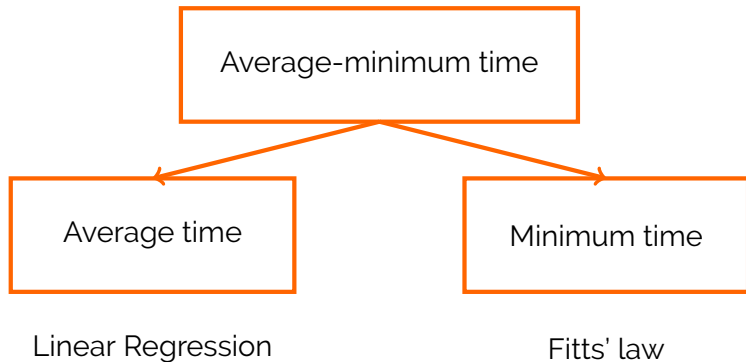 Average-minimum time
Average time
Minimum time
Linear Regression
Fitts’ law